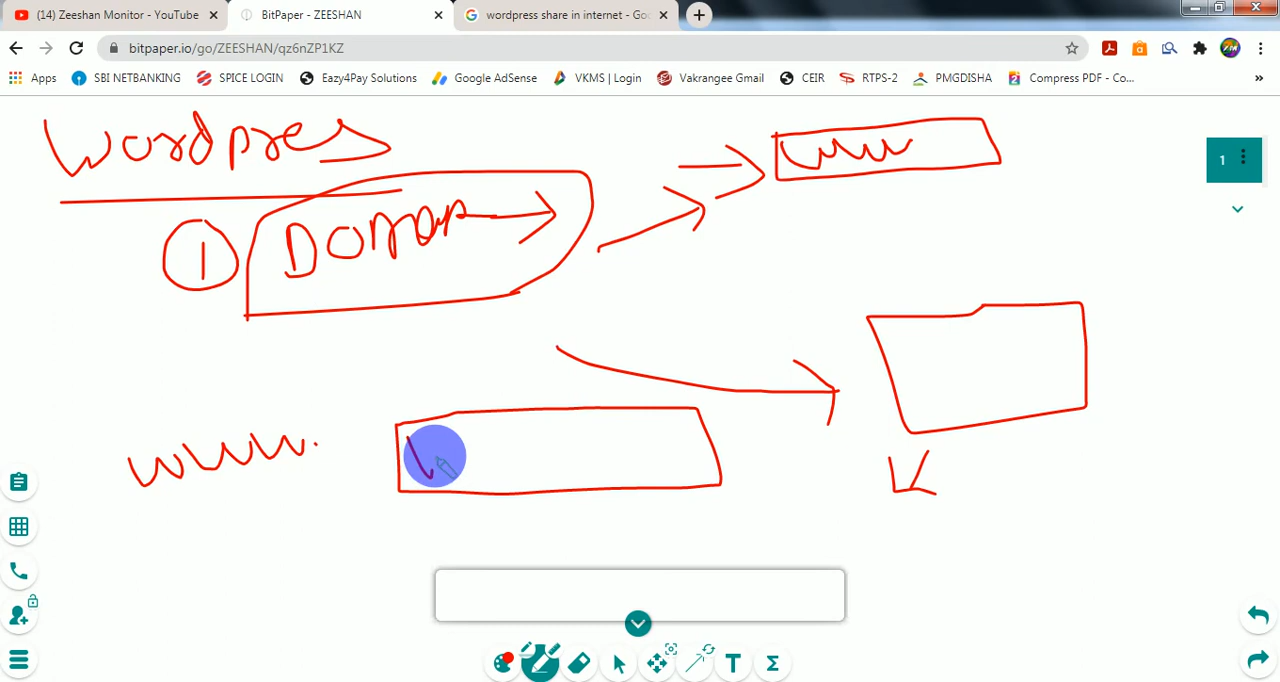 (14) Zeeshan Monitor - YouTube
BitPaper - ZEESHAN
wordpress share in internet - Goo
bitpaper.io/go/ZEESHAN/qz6nZP1KZ
Apps
SBI NETBANKING
SPICE LOGIN
Eazy4Pay Solutions
Google AdSense
VKMS | Login
Vakrangee Gmail
CEIR
RTPS-2
PMGDISHA
Compress PDF - Co...
»
Wordpres
www
1
① Domain
www.
K
T
Σ